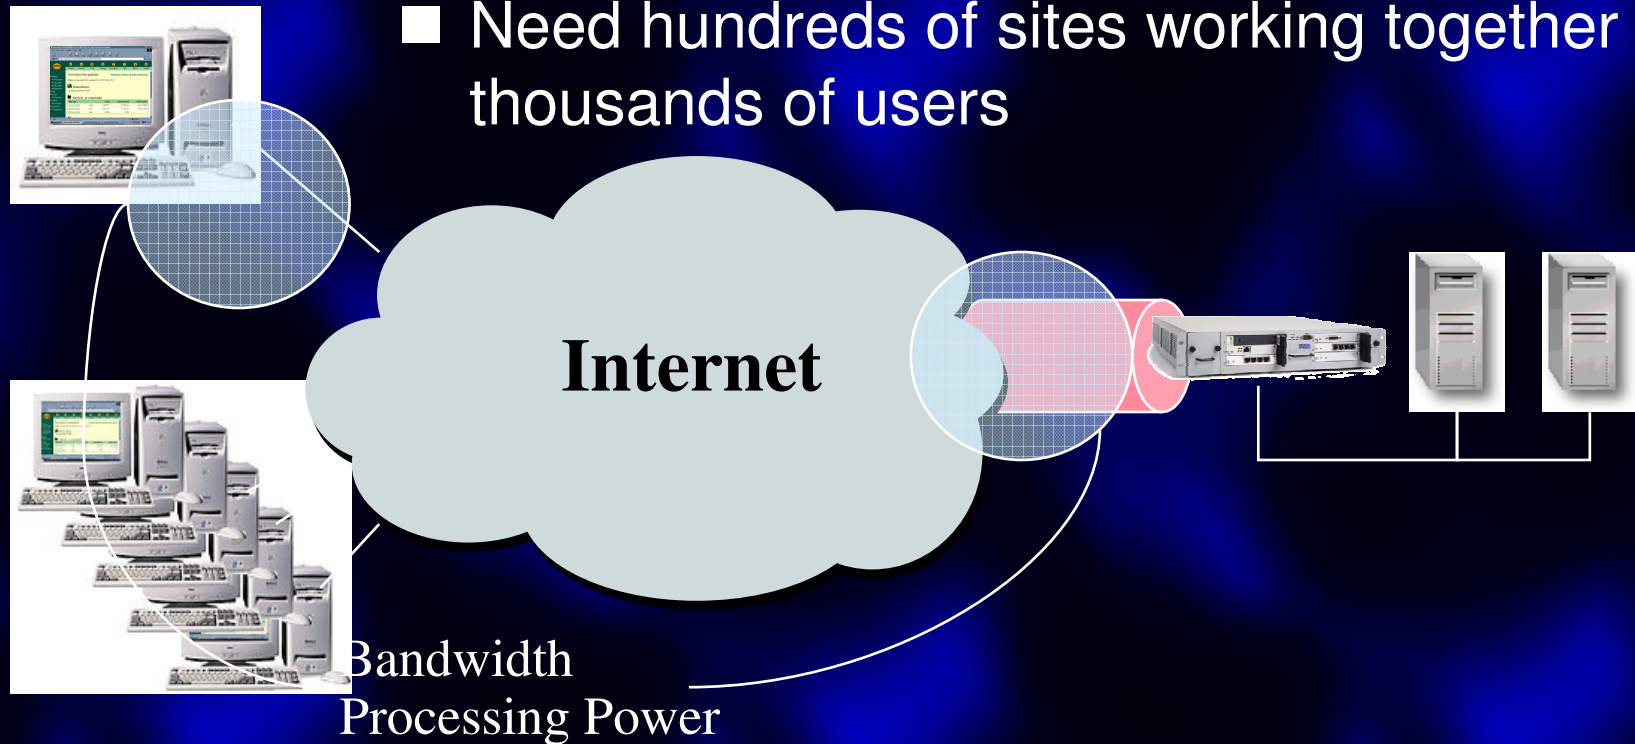 Need hundreds of sites working together
thousands of users
Internet
Bandwidth
Processing Power